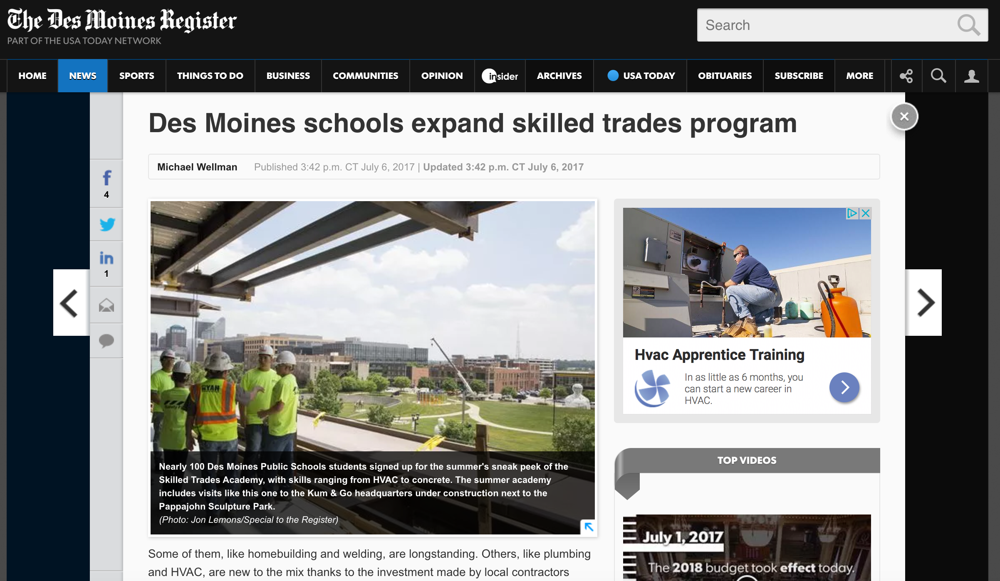 The Des Moines Register
PART OF THE USA TODAY NETWORK
Search
HOME
NEWS
SPORTS
THINGS TO DO
BUSINESS
COMMUNITIES
OPINION
insider
ARCHIVES
USA TODAY
OBITUARIES
SUBSCRIBE
MORE
Des Moines schools expand skilled trades program
Michael Wellman Published 3:42 p.m. CT July 6, 2017 | Updated 3:42 p.m. CT July 6, 2017
f
4
in
1
RYAN
Nearly 100 Des Moines Public Schools students signed up for the summer's sneak peek of the
Skilled Trades Academy, with skills ranging from HVAC to concrete. The summer academy
includes visits like this one to the Kum & Go headquarters under construction next to the
Pappajohn Sculpture Park.
(Photo: Jon Lemons/Special to the Register)
Some of them, like homebuilding and welding, are longstanding. Others, like plumbing
and HVAC, are new to the mix thanks to the investment made by local contractors
Hvac Apprentice Training
In as little as 6 months, you
can start a new career in
HVAC.
TOP VIDEOS
July 1, 2017
The 2018 budget took effect today.